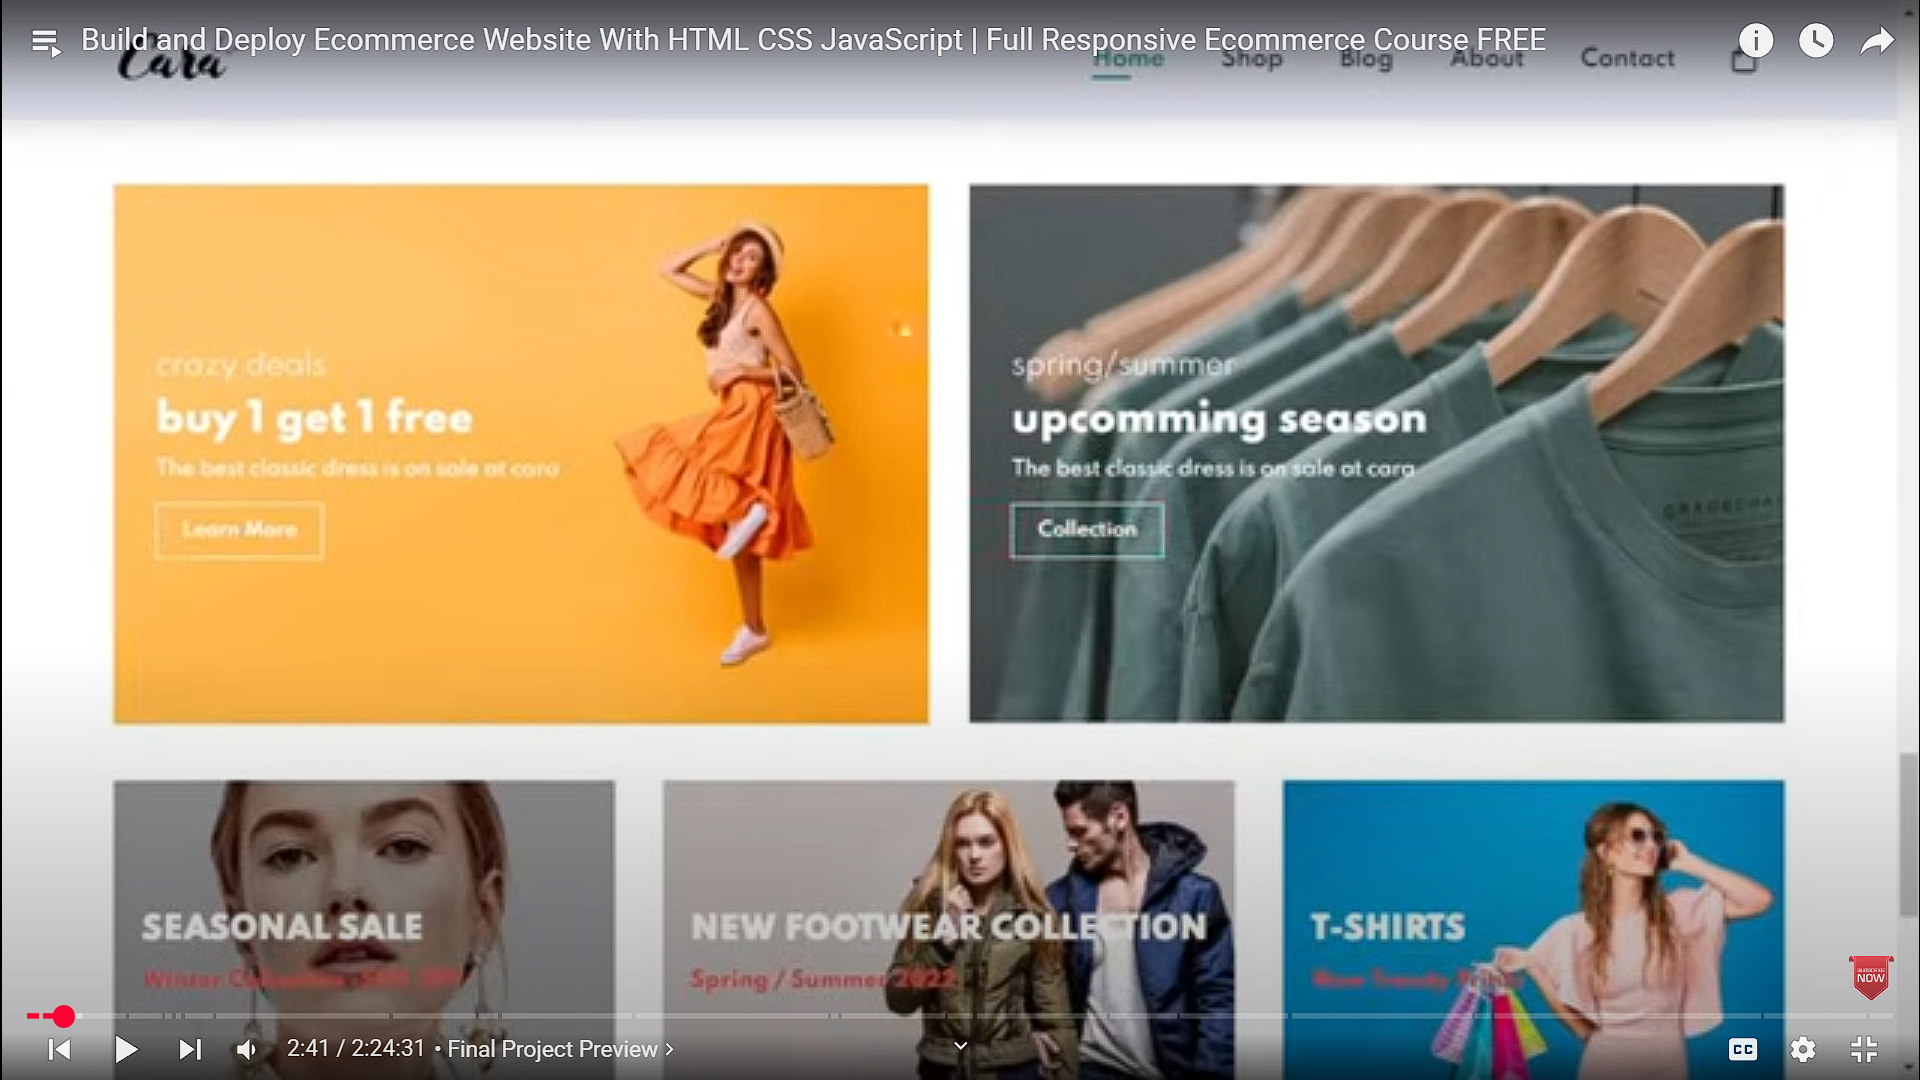 Build and Deploy Ecommerce Website With HTML CSS JavaScript | Full Responsive Ecommerce Course FREE
Cara
Home Shop Blog About Contact
crazy deals
buy 1 get 1 free
The best classic dress is on sale at cara
Learn More
spring/summer
upcomming season
The best classic dress is on sale at cara
Collection
SEASONAL SALE
Winter Collection
NEW FOOTWEAR COLLECTION
Spring / Summer 2022
T-SHIRTS
New Trendy Prints
SUBSCRIBE
NOW
2:41 / 2:24:31 • Final Project Preview
CC